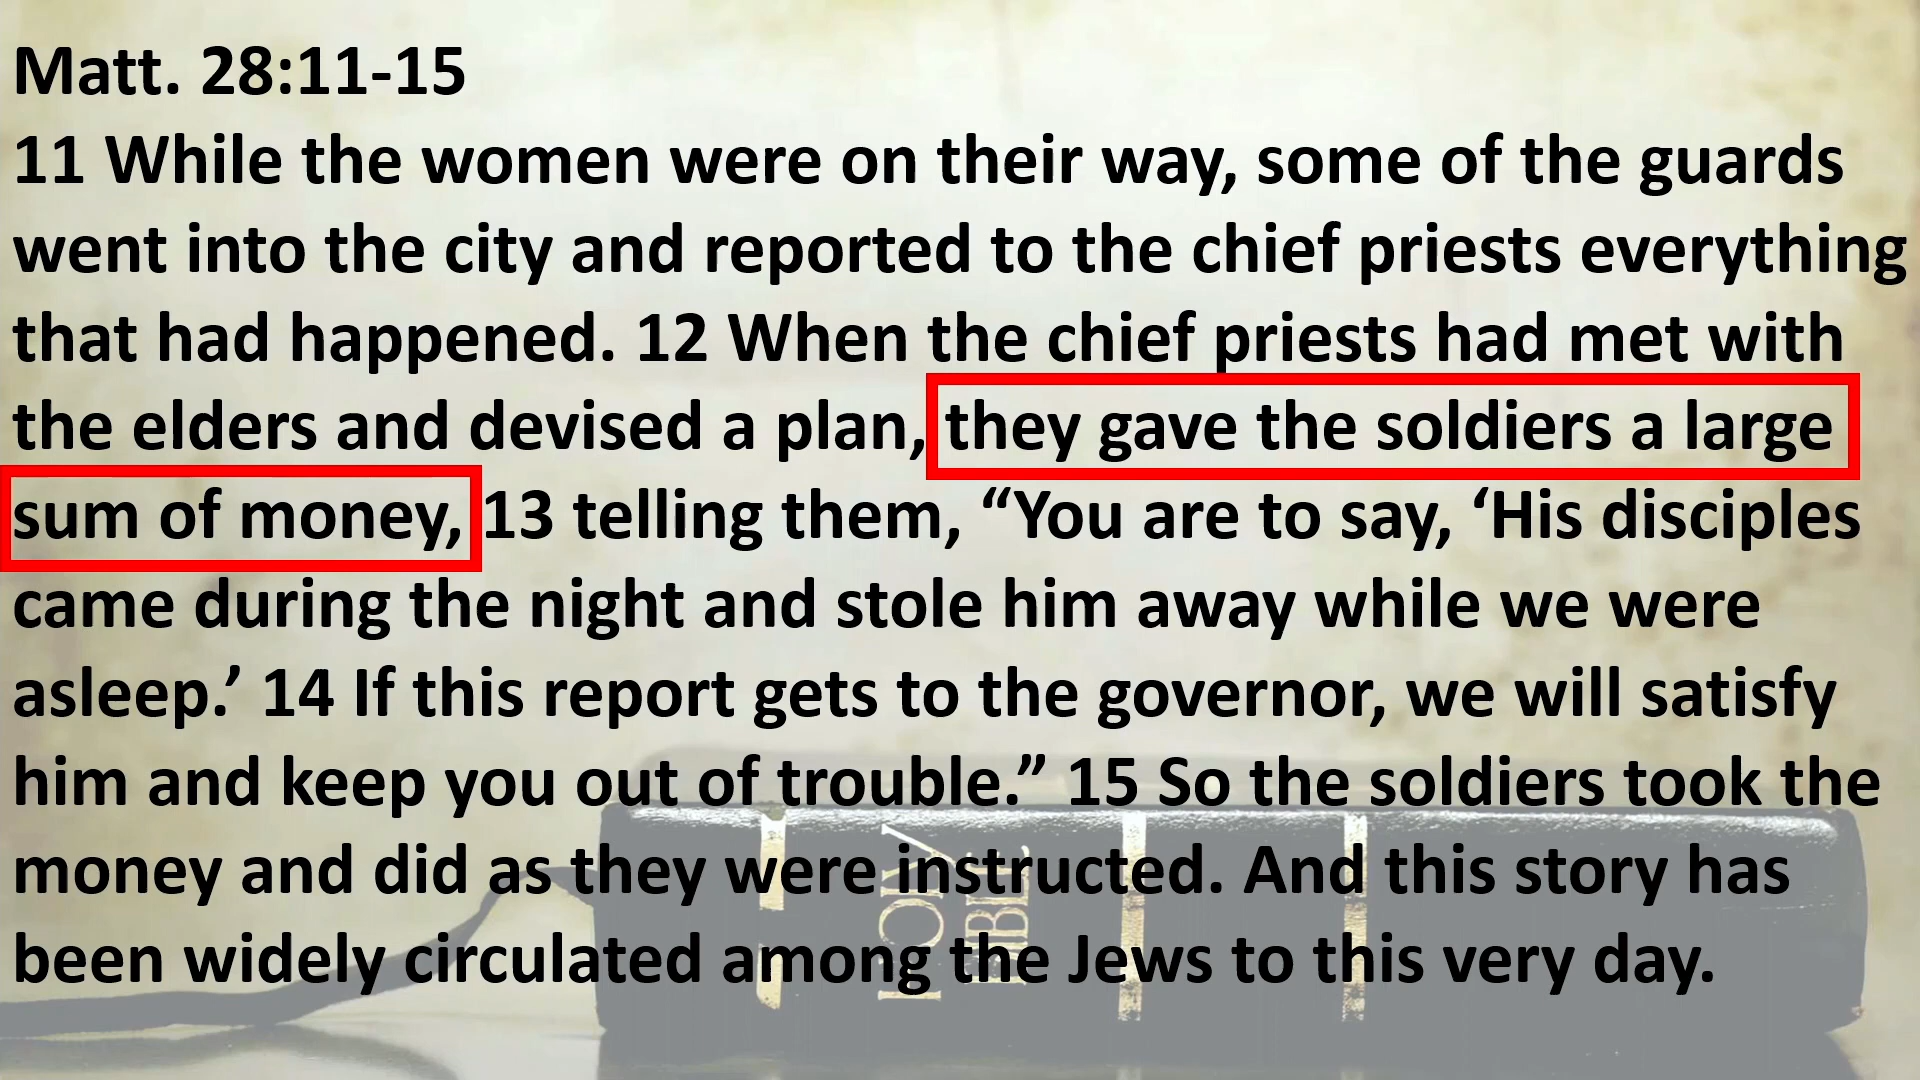 Matt. 28:11-15
11 While the women were on their way, some of the guards
went into the city and reported to the chief priests everything
that had happened. 12 When the chief priests had met with
the elders and devised a plan, they gave the soldiers a large
sum of money, 13 telling them, “You are to say, ‘His disciples
came during the night and stole him away while we were
asleep.’ 14 If this report gets to the governor, we will satisfy
him and keep you out of trouble.” 15 So the soldiers took the
money and did as they were instructed. And this story has
been widely circulated among the Jews to this very day.
HOLY
BIBLE